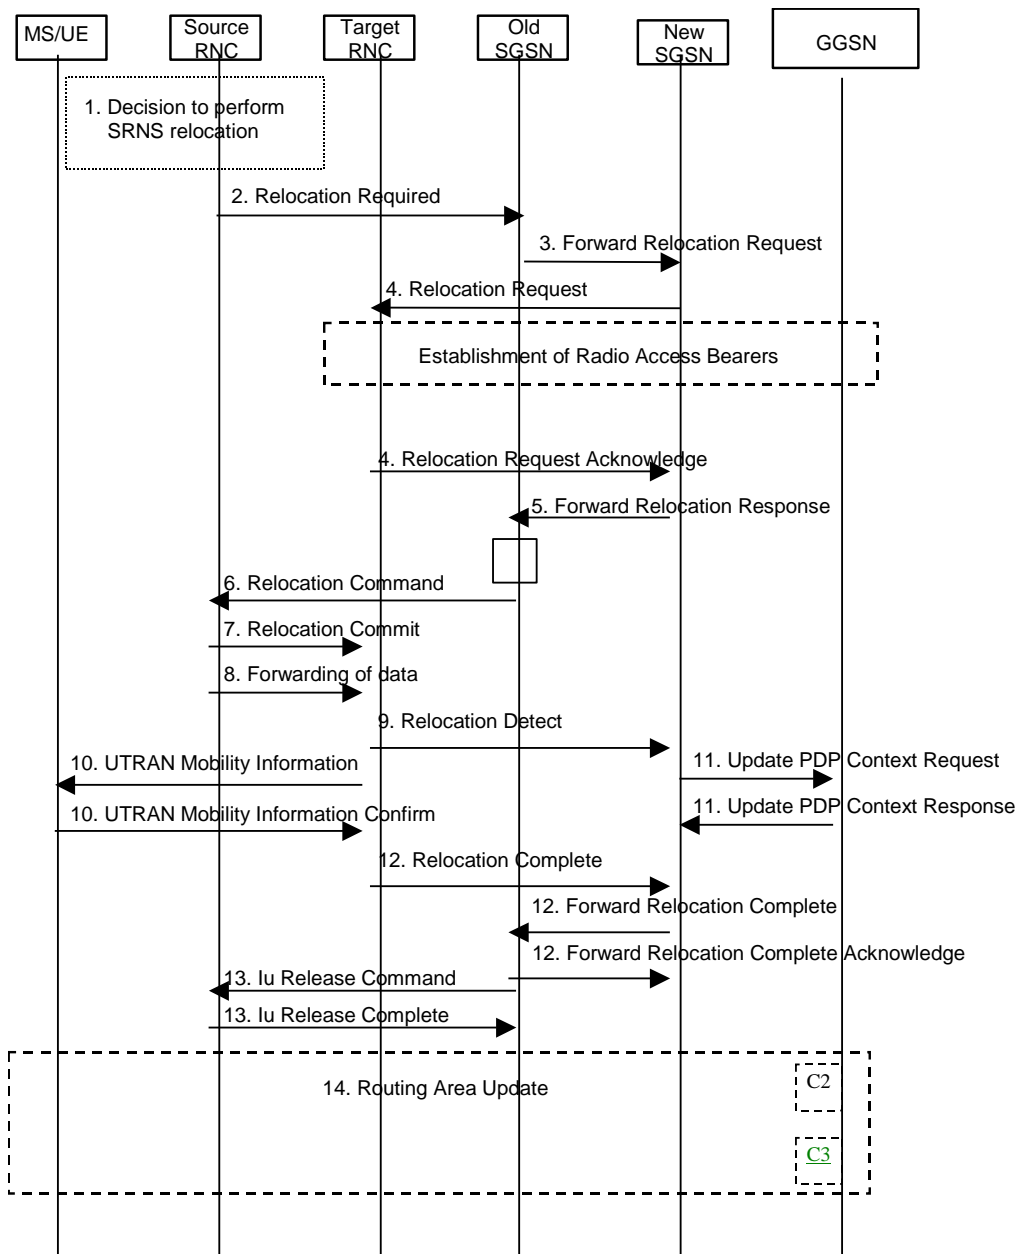 MS/UE
Source
RNC
Target
RNC
Old
SGSN
New
SGSN
GGSN
1. Decision to perform
SRNS relocation
2. Relocation Required
3. Forward Relocation Request
4. Relocation Request
Establishment of Radio Access Bearers
4. Relocation Request Acknowledge
5. Forward Relocation Response
6. Relocation Command
7. Relocation Commit
8. Forwarding of data
9. Relocation Detect
10. UTRAN Mobility Information
11. Update PDP Context Request
10. UTRAN Mobility Information Confirm
11. Update PDP Context Response
12. Relocation Complete
12. Forward Relocation Complete
12. Forward Relocation Complete Acknowledge
13. Iu Release Command
13. Iu Release Complete
14. Routing Area Update
C2
C3